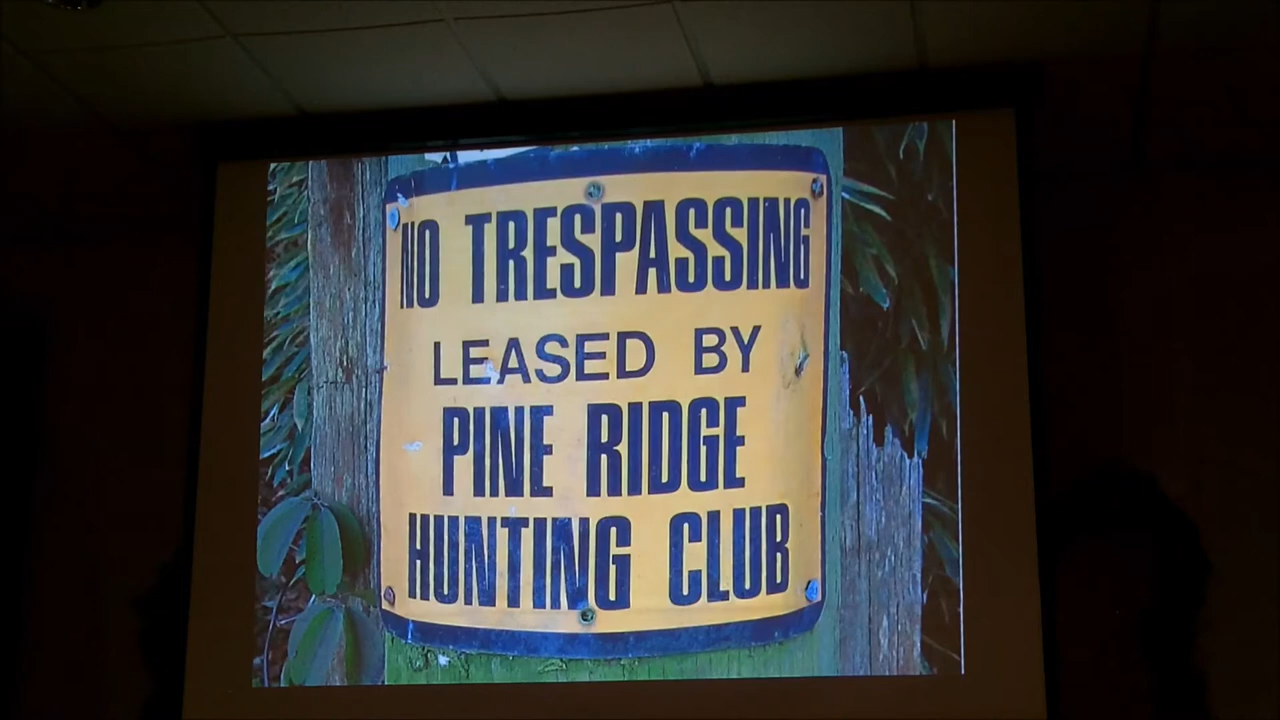 NO TRESPASSING
LEASED BY
PINE RIDGE
HUNTING CLUB